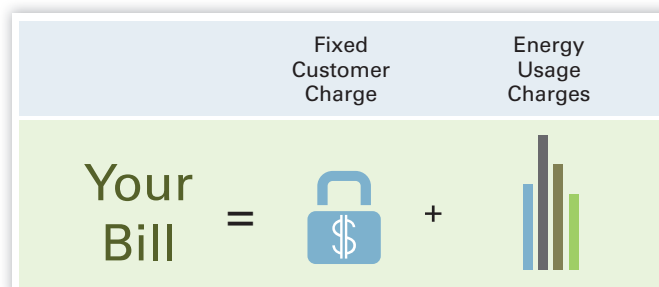 Fixed
Customer
Charge
Energy
Usage
Charges
Your
Bill
=
$
+